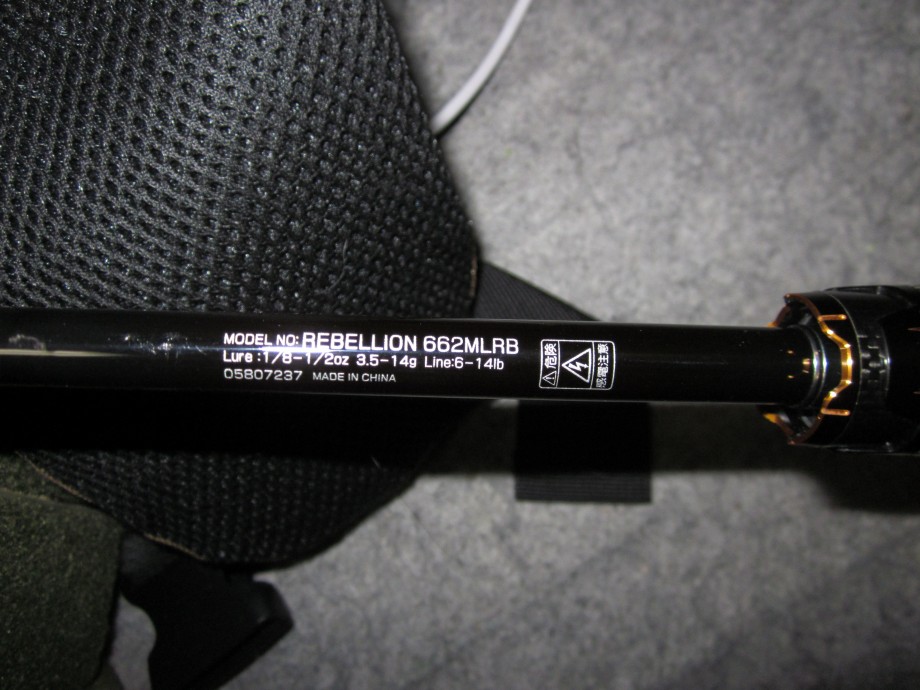 MODEL NO: REBELLION 662MLRB
Lure :1/8-1/2oz 3.5-14g Line:6-14lb
05807237 MADE IN CHINA
危険
感電注意